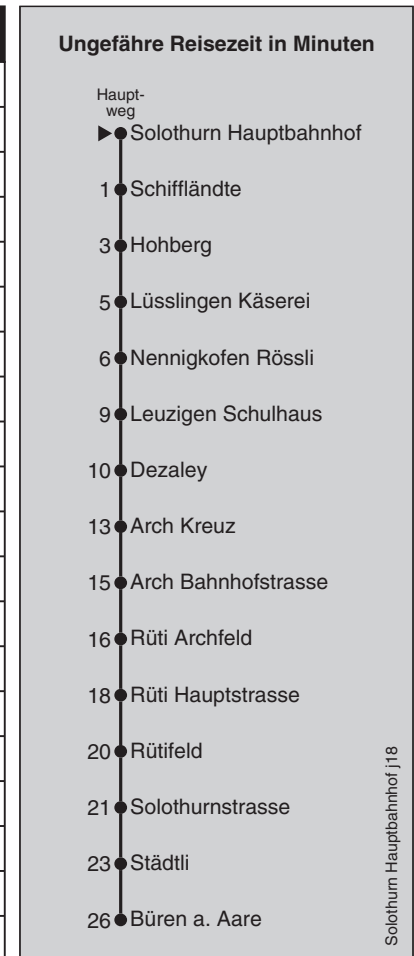 Ungefähre Reisezeit in Minuten
Haupt-
weg
Solothurn Hauptbahnhof
1 Schiffländte
3 Hohberg
5 Lüsslingen Käserei
6 Nennigkofen Rössli
9 Leuzigen Schulhaus
10 Dezaley
13 Arch Kreuz
15 Arch Bahnhofstrasse
16 Rüti Archfeld
18 Rüti Hauptstrasse
20 Rütifeld
21 Solothurnstrasse
23 Städtli
26 Büren a. Aare
Solothurn Hauptbahnhof j18